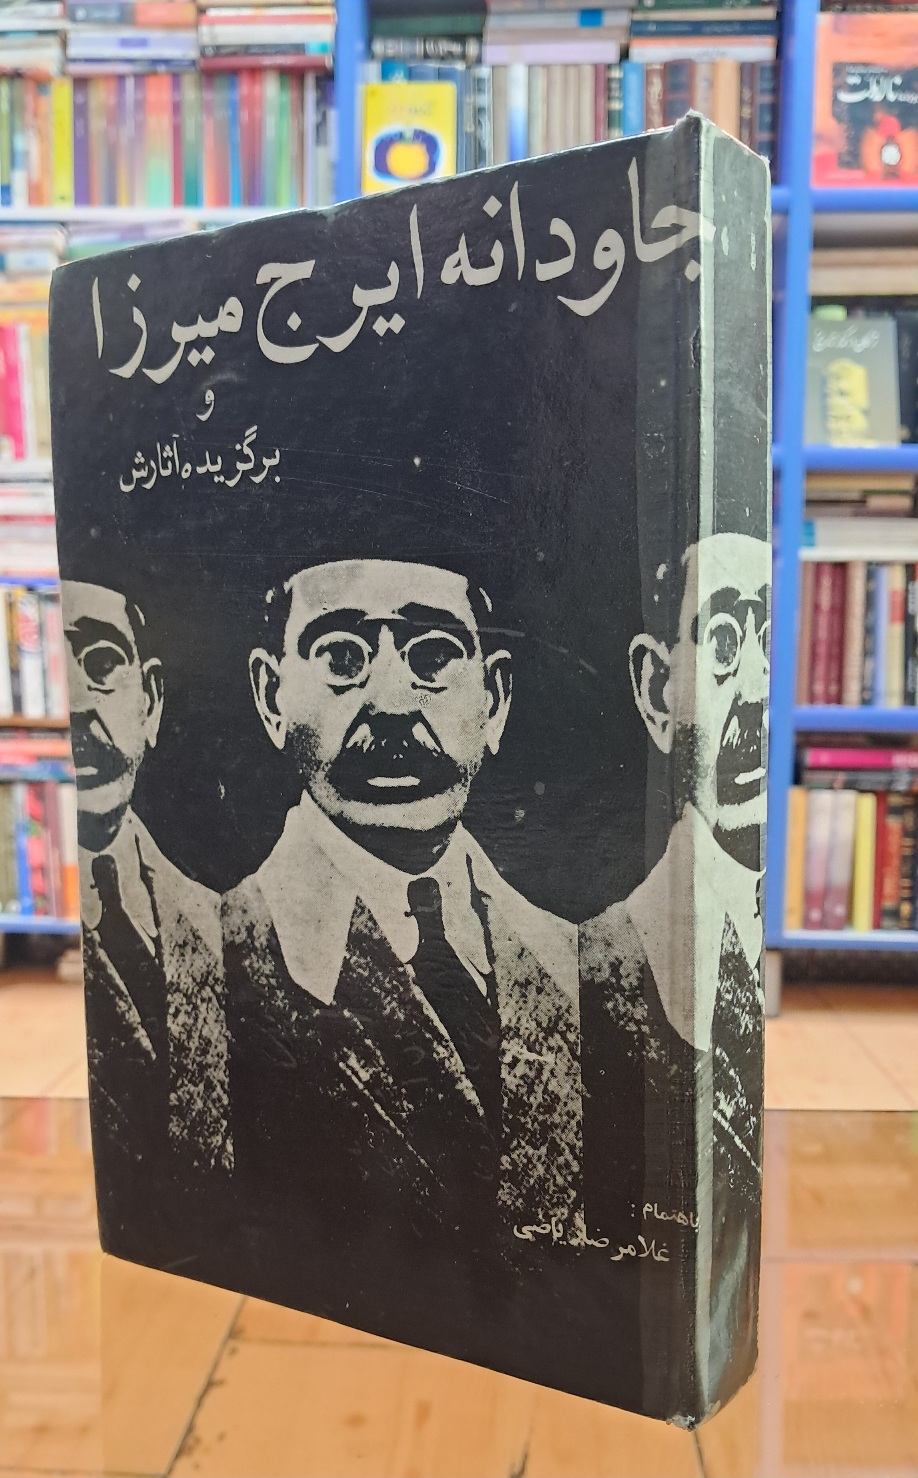 جاودانه ایرج میرزا
و
برگزیده آثارش
باهتمام :
غلامرضا ریاضی